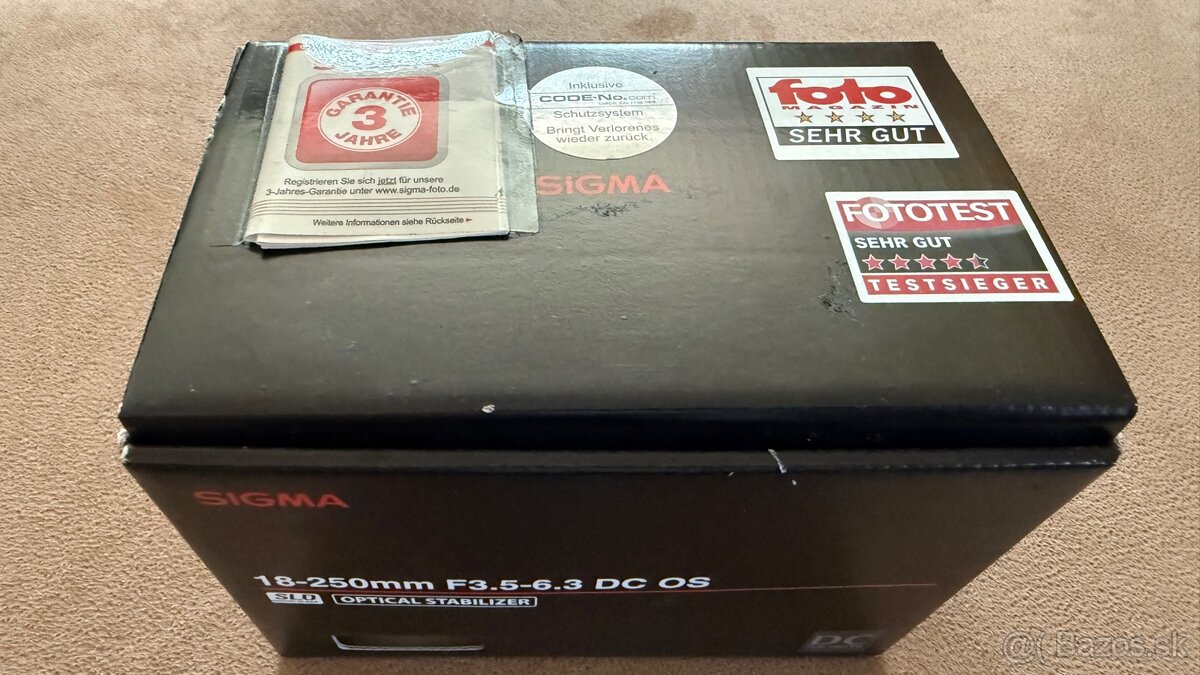 GARANTIE
3
JAHRE
Registrieren Sie sich jetzt für unsere
3-Jahres-Garantie unter www.sigma-foto.de
Weitere Informationen siehe Rückseite
Inklusive
CODE-No.com
Schutzsystem
Bringt Verlorenes
wieder zurück
SIGMA
foto
MAGAZIN
SEHR GUT
FOTOTEST
SEHR GUT
TESTSIEGER
SIGMA
18-250mm F3.5-6.3 DC OS
SLD
OPTICAL STABILIZER
DC
Bazos.sk